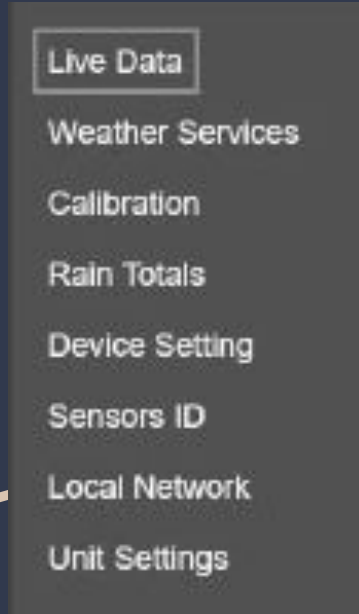 Live Data
Weather Services
Calibration
Rain Totals
Device Setting
Sensors ID
Local Network
Unit Settings